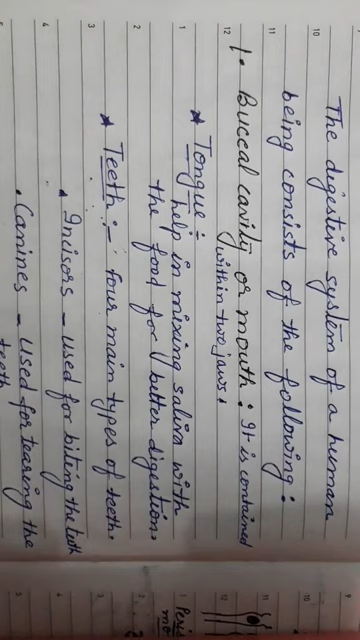 The digestive system of a human
being consists of the following:
1. Buccal cavity or mouth: It is contained
within two jaws.
* Tongue :- help in mixing saliva with
the food for better digestion.
* Teeth :- four main types of teeth.
. Incisors - used for biting the
. Canines - Used for tearing the
teeth